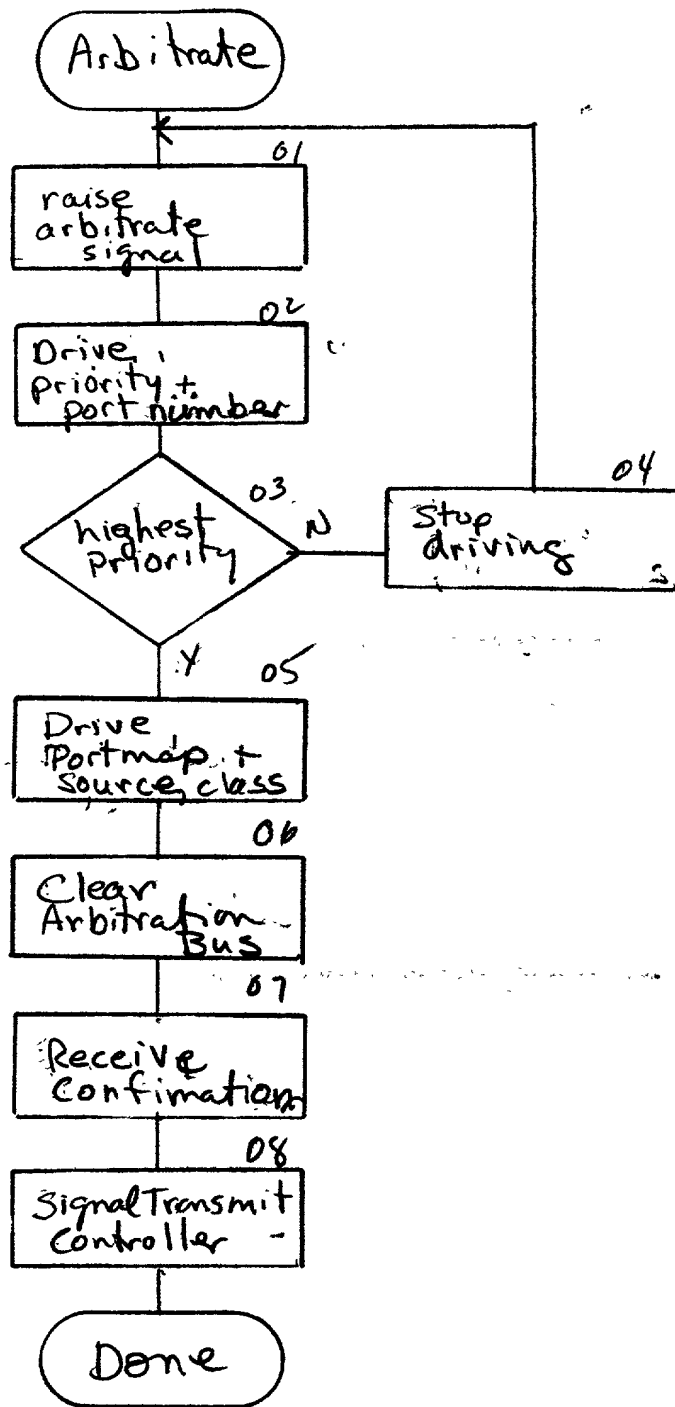 Arbitrate
01
raise
arbitrate
signal
02
Drive
priority +
port number
03
highest
priority
N
04
Stop
driving
Y
05
Drive
Portmap +
source class
06
Clear
Arbitration
Bus
07
Receive
Confimation
08
Signal Transmit
Controller
Done